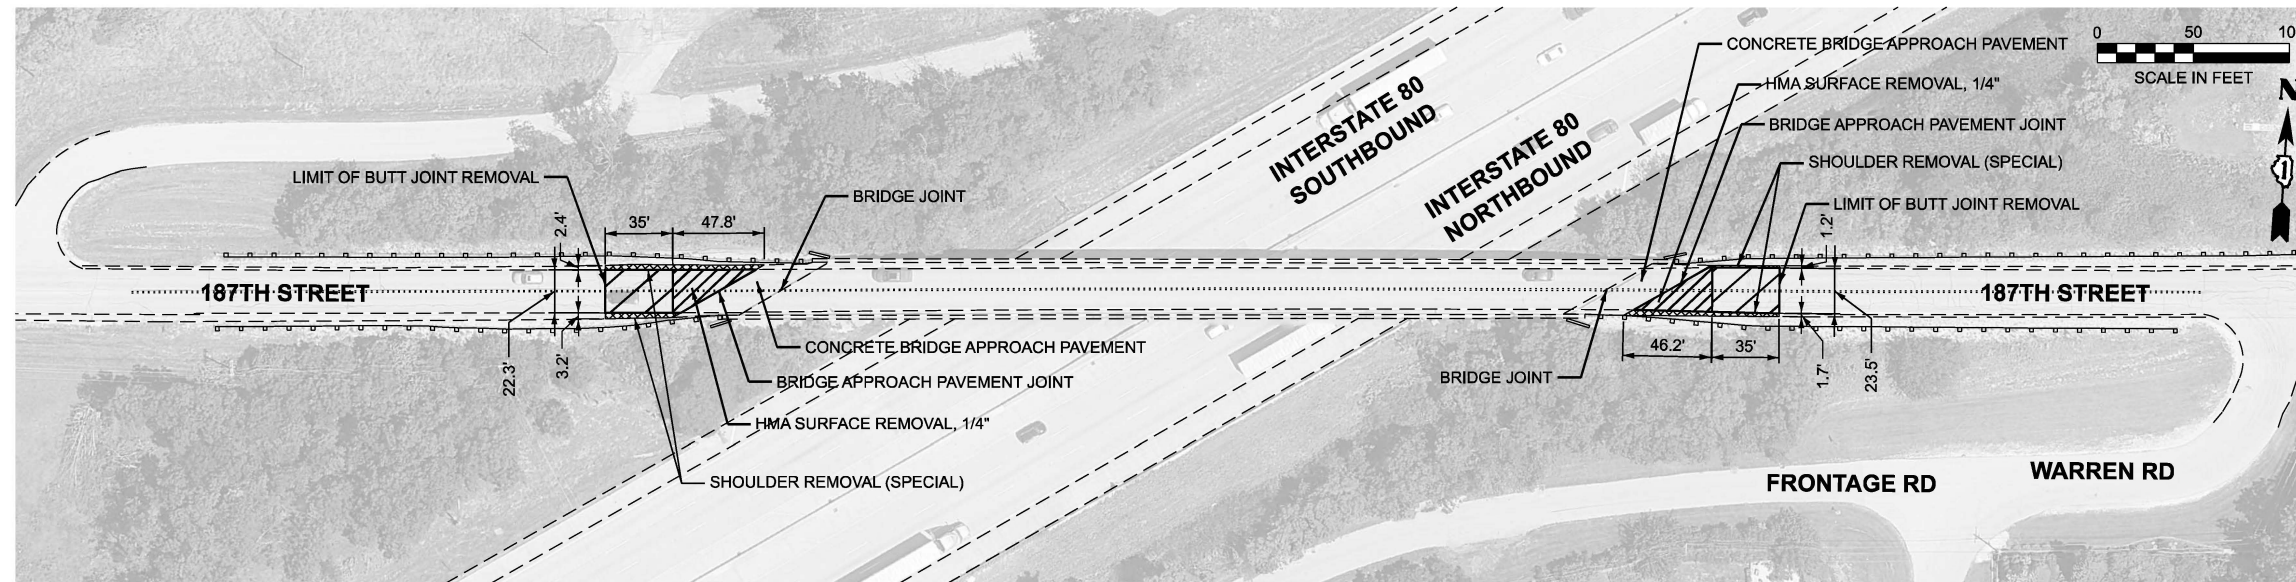 CONCRETE BRIDGE APPROACH PAVEMENT
0 50 10
SCALE IN FEET
HMA SURFACE REMOVAL, 1/4"
N
BRIDGE APPROACH PAVEMENT JOINT
SHOULDER REMOVAL (SPECIAL)
LIMIT OF BUTT JOINT REMOVAL
1.2'
INTERSTATE 80
SOUTHBOUND
INTERSTATE 80
NORTHBOUND
LIMIT OF BUTT JOINT REMOVAL
BRIDGE JOINT
2.4'
35'
47.8'
187TH STREET
187TH STREET
22.3'
3.2'
CONCRETE BRIDGE APPROACH PAVEMENT
BRIDGE APPROACH PAVEMENT JOINT
HMA SURFACE REMOVAL, 1/4"
SHOULDER REMOVAL (SPECIAL)
46.2'
35'
BRIDGE JOINT
1.7'
23.5'
FRONTAGE RD
WARREN RD